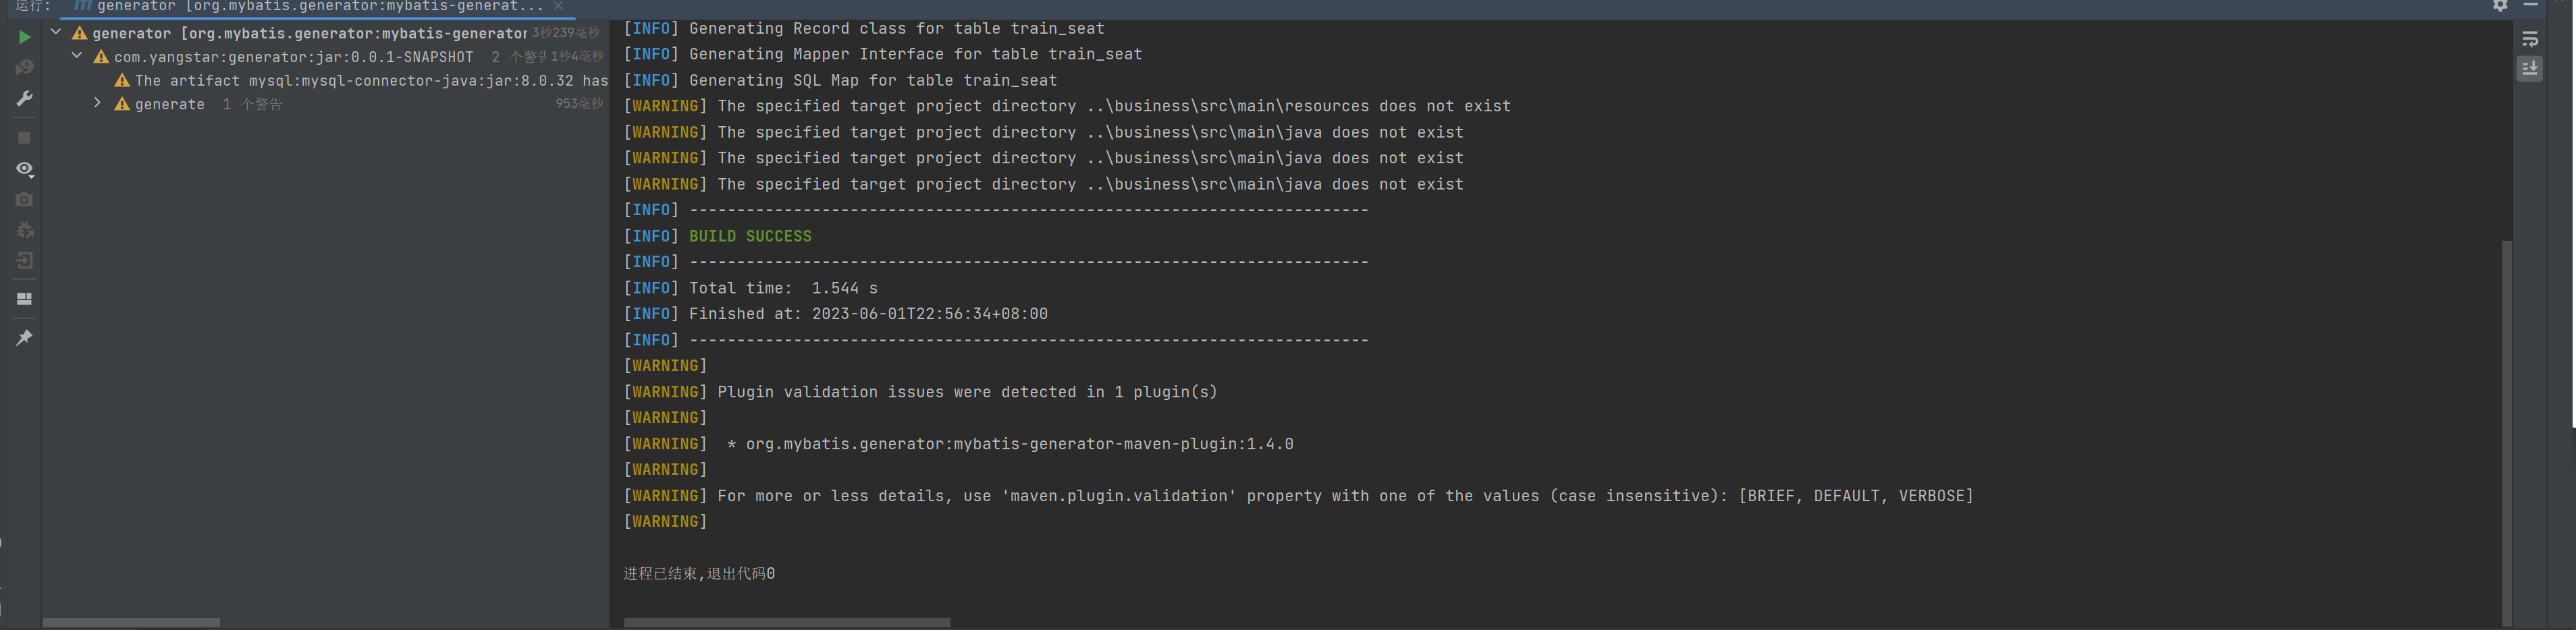 运行: generator [org.mybatis.generator:mybatis-generat...
generator [org.mybatis.generator:mybatis-generator 3秒239毫秒
com.yangstar:generator:jar:0.0.1-SNAPSHOT 2 个警告 1秒4毫秒
The artifact mysql:mysql-connector-java:jar:8.0.32 has
generate 1 个警告 953毫秒
[INFO] Generating Record class for table train_seat
[INFO] Generating Mapper Interface for table train_seat
[INFO] Generating SQL Map for table train_seat
[WARNING] The specified target project directory ..\business\src\main\resources does not exist
[WARNING] The specified target project directory ..\business\src\main\java does not exist
[WARNING] The specified target project directory ..\business\src\main\java does not exist
[WARNING] The specified target project directory ..\business\src\main\java does not exist
[INFO] ------------------------------------------------------------------------
[INFO] BUILD SUCCESS
[INFO] ------------------------------------------------------------------------
[INFO] Total time:  1.544 s
[INFO] Finished at: 2023-06-01T22:56:34+08:00
[INFO] ------------------------------------------------------------------------
[WARNING]
[WARNING] Plugin validation issues were detected in 1 plugin(s)
[WARNING]
[WARNING]  * org.mybatis.generator:mybatis-generator-maven-plugin:1.4.0
[WARNING]
[WARNING] For more or less details, use 'maven.plugin.validation' property with one of the values (case insensitive): [BRIEF, DEFAULT, VERBOSE]
[WARNING]
进程已结束,退出代码0